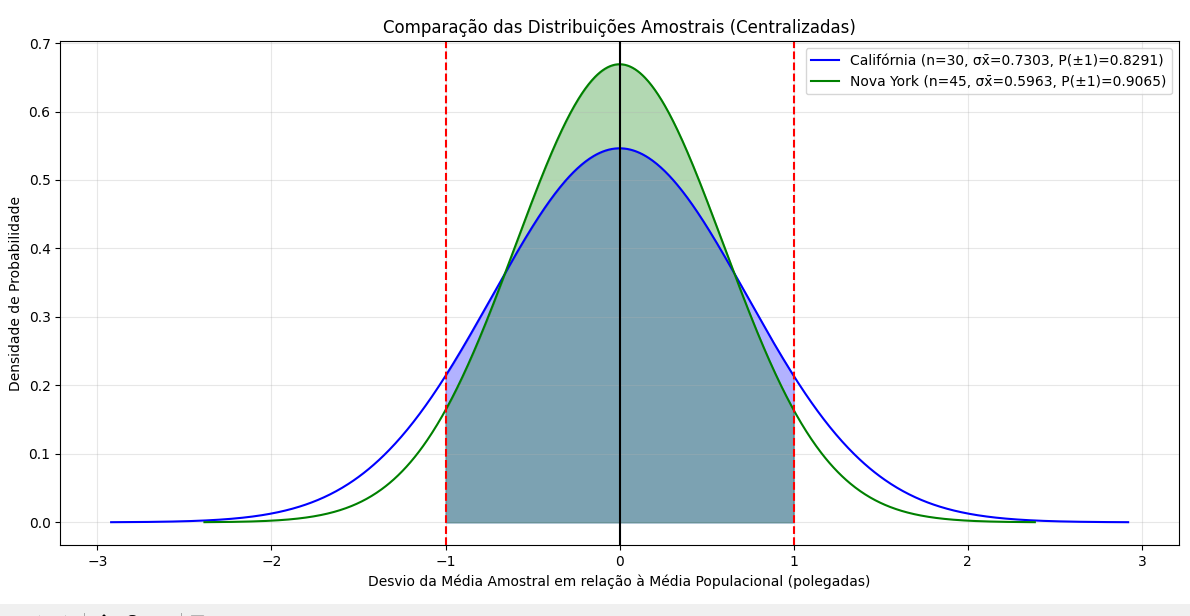 Comparação das Distribuições Amostrais (Centralizadas)
Califórnia (n=30, σx̄=0.7303, P(±1)=0.8291)
Nova York (n=45, σx̄=0.5963, P(±1)=0.9065)
Densidade de Probabilidade
0.7
0.6
0.5
0.4
0.3
0.2
0.1
0.0
−3 −2 −1 0 1 2 3
Desvio da Média Amostral em relação à Média Populacional (polegadas)